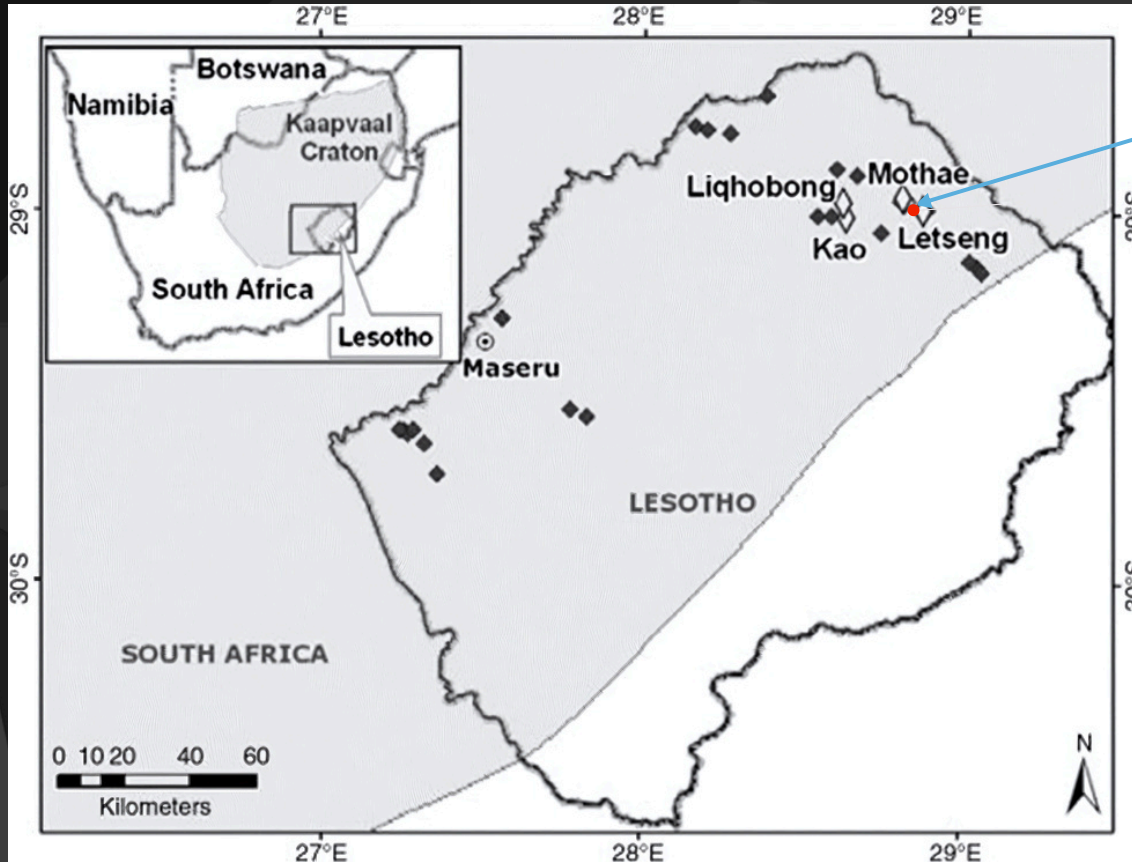 27°E 28°E 29°E
Botswana
Namibia
Kaapvaal
Craton
South Africa
Lesotho
29°S
Mothae
Liqhobong
Kao
Letseng
Maseru
LESOTHO
30°S
SOUTH AFRICA
0 10 20 40 60
Kilometers
N
27°E 28°E 29°E